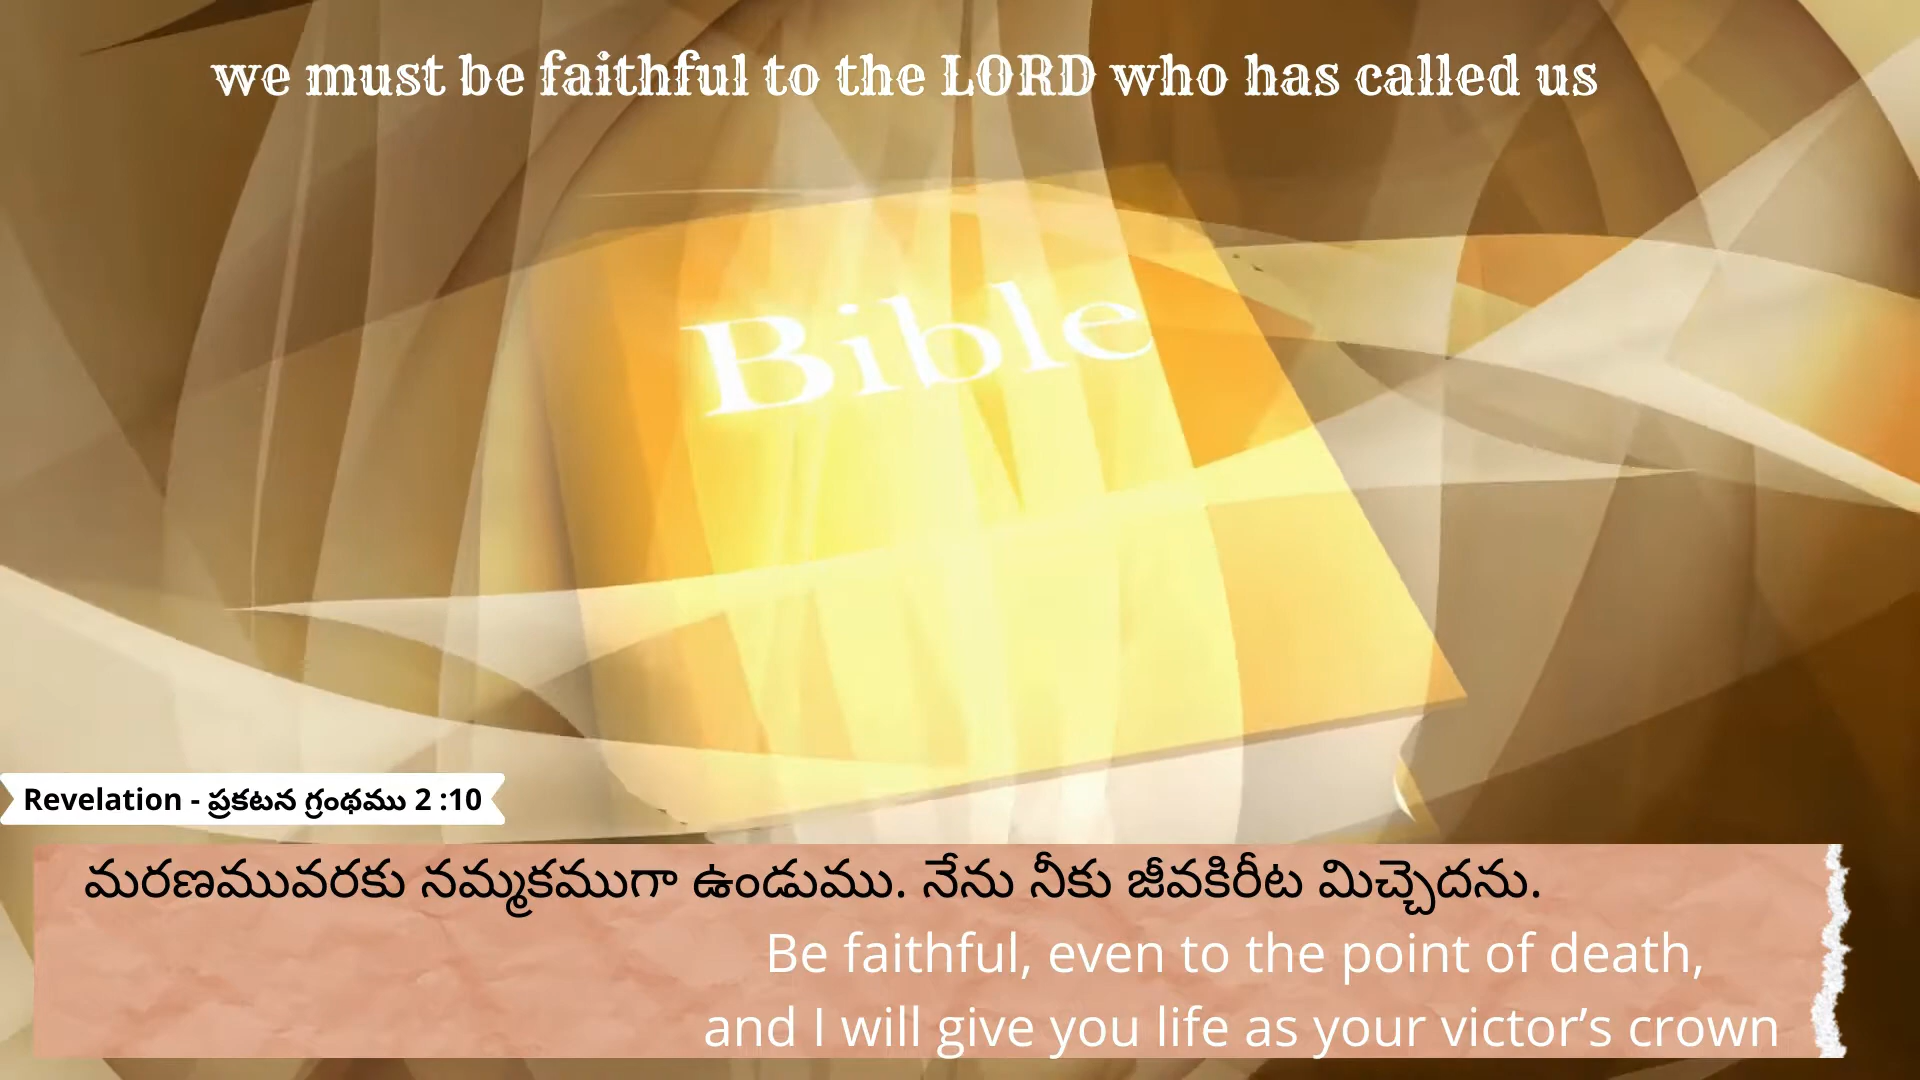 we must be faithful to the LORD who has called us
Bible
Revelation - ప్రకటన గ్రంథము 2 :10
మరణమువరకు నమ్మకముగా ఉండుము. నేను నీకు జీవకిరీట మిచ్చెదను.
Be faithful, even to the point of death,
and I will give you life as your victor’s crown